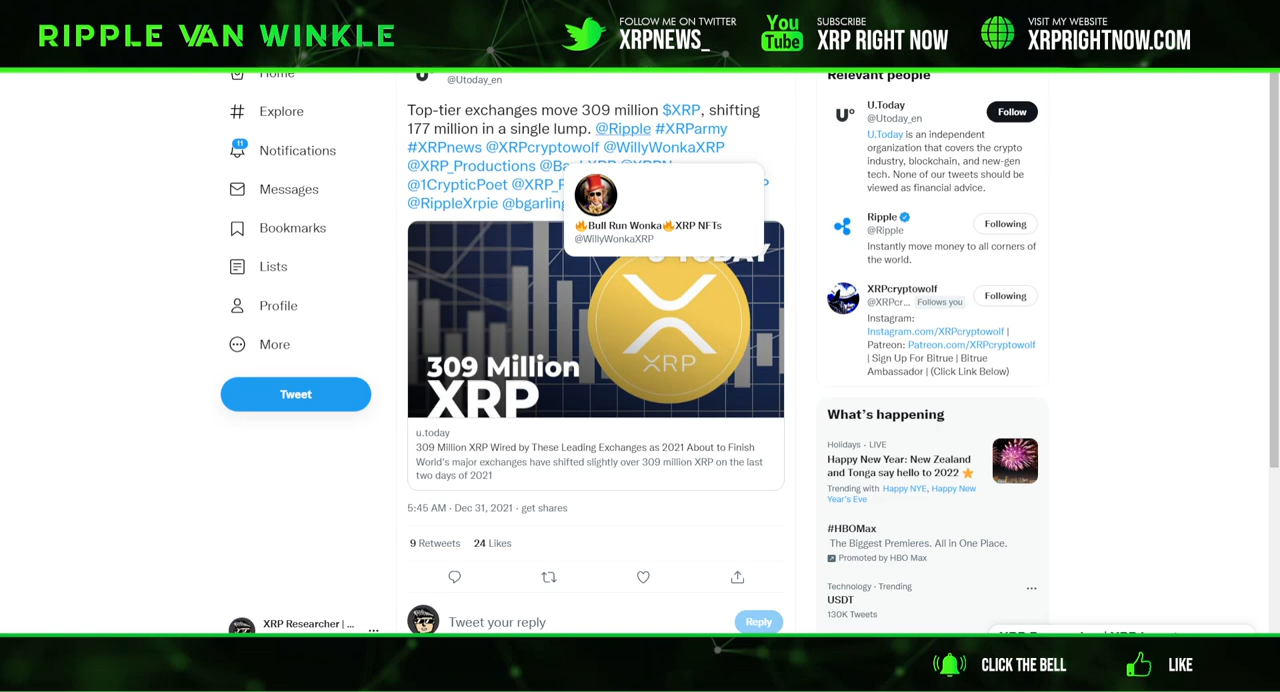 RIPPLE VAN WINKLE
FOLLOW ME ON TWITTER
XRPNEWS_
You
Tube
SUBSCRIBE
XRP RIGHT NOW
VISIT MY WEBSITE
XRPRIGHTNOW.COM
Home
Explore
11
Notifications
Messages
Bookmarks
Lists
Profile
More
Tweet
XRP Researcher | ...
@Utoday_en
Top-tier exchanges move 309 million $XRP, shifting
177 million in a single lump. @Ripple #XRParmy
#XRPnews @XRPcryptowolf @WillyWonkaXRP
@XRP_Productions
@1CrypticPoet
@RippleXrpie
🔥Bull Run Wonka🔥XRP NFTs
@WillyWonkaXRP
309 Million
XRP
XRP
u.today
309 Million XRP Wired by These Leading Exchanges as 2021 About to Finish
World's major exchanges have shifted slightly over 309 million XRP on the last
two days of 2021
5:45 AM · Dec 31, 2021 · get shares
9 Retweets 24 Likes
Tweet your reply
Reply
Relevant people
U.Today
@Utoday_en
Follow
U.Today is an independent
organization that covers the crypto
industry, blockchain, and new-gen
tech. None of our tweets should be
viewed as financial advice.
Ripple
@Ripple
Following
Instantly move money to all corners of
the world.
XRPcryptowolf
@XRPcr... Follows you
Following
Instagram:
Instagram.com/XRPcryptowolf |
Patreon: Patreon.com/XRPcryptowolf
| Sign Up For Bitrue | Bitrue
Ambassador | (Click Link Below)
What's happening
Holidays · LIVE
Happy New Year: New Zealand
and Tonga say hello to 2022 ⭐
Trending with Happy NYE, Happy New
Year's Eve
#HBOMax
The Biggest Premieres. All in One Place.
Promoted by HBO Max
Technology · Trending
USDT
130K Tweets
CLICK THE BELL
LIKE